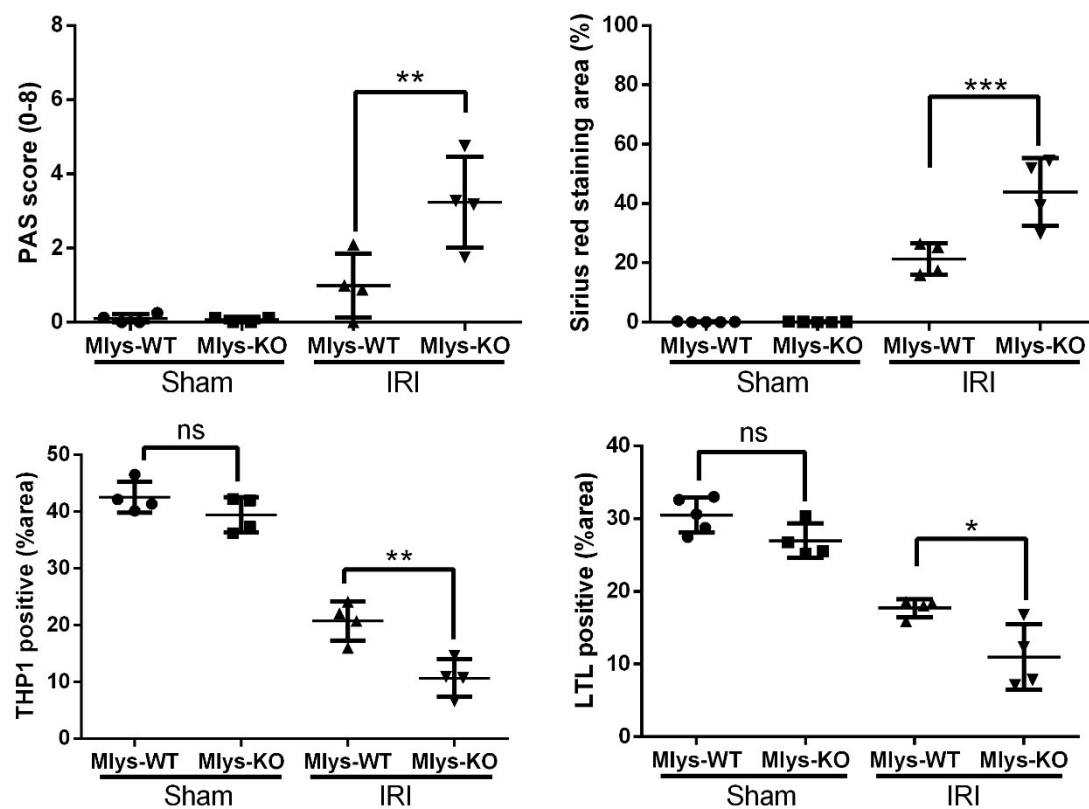 PAS score (0-8)
8
6
4
2
0
**
Mlys-WT Mlys-KO Mlys-WT Mlys-KO
Sham IRI
Sirius red staining area (%)
100
80
60
40
20
0
***
Mlys-WT Mlys-KO Mlys-WT Mlys-KO
Sham IRI
THP1 positive (%area)
50
40
30
20
10
0
ns
**
Mlys-WT Mlys-KO Mlys-WT Mlys-KO
Sham IRI
LTL positive (%area)
40
30
20
10
0
ns
*
Mlys-WT Mlys-KO Mlys-WT Mlys-KO
Sham IRI